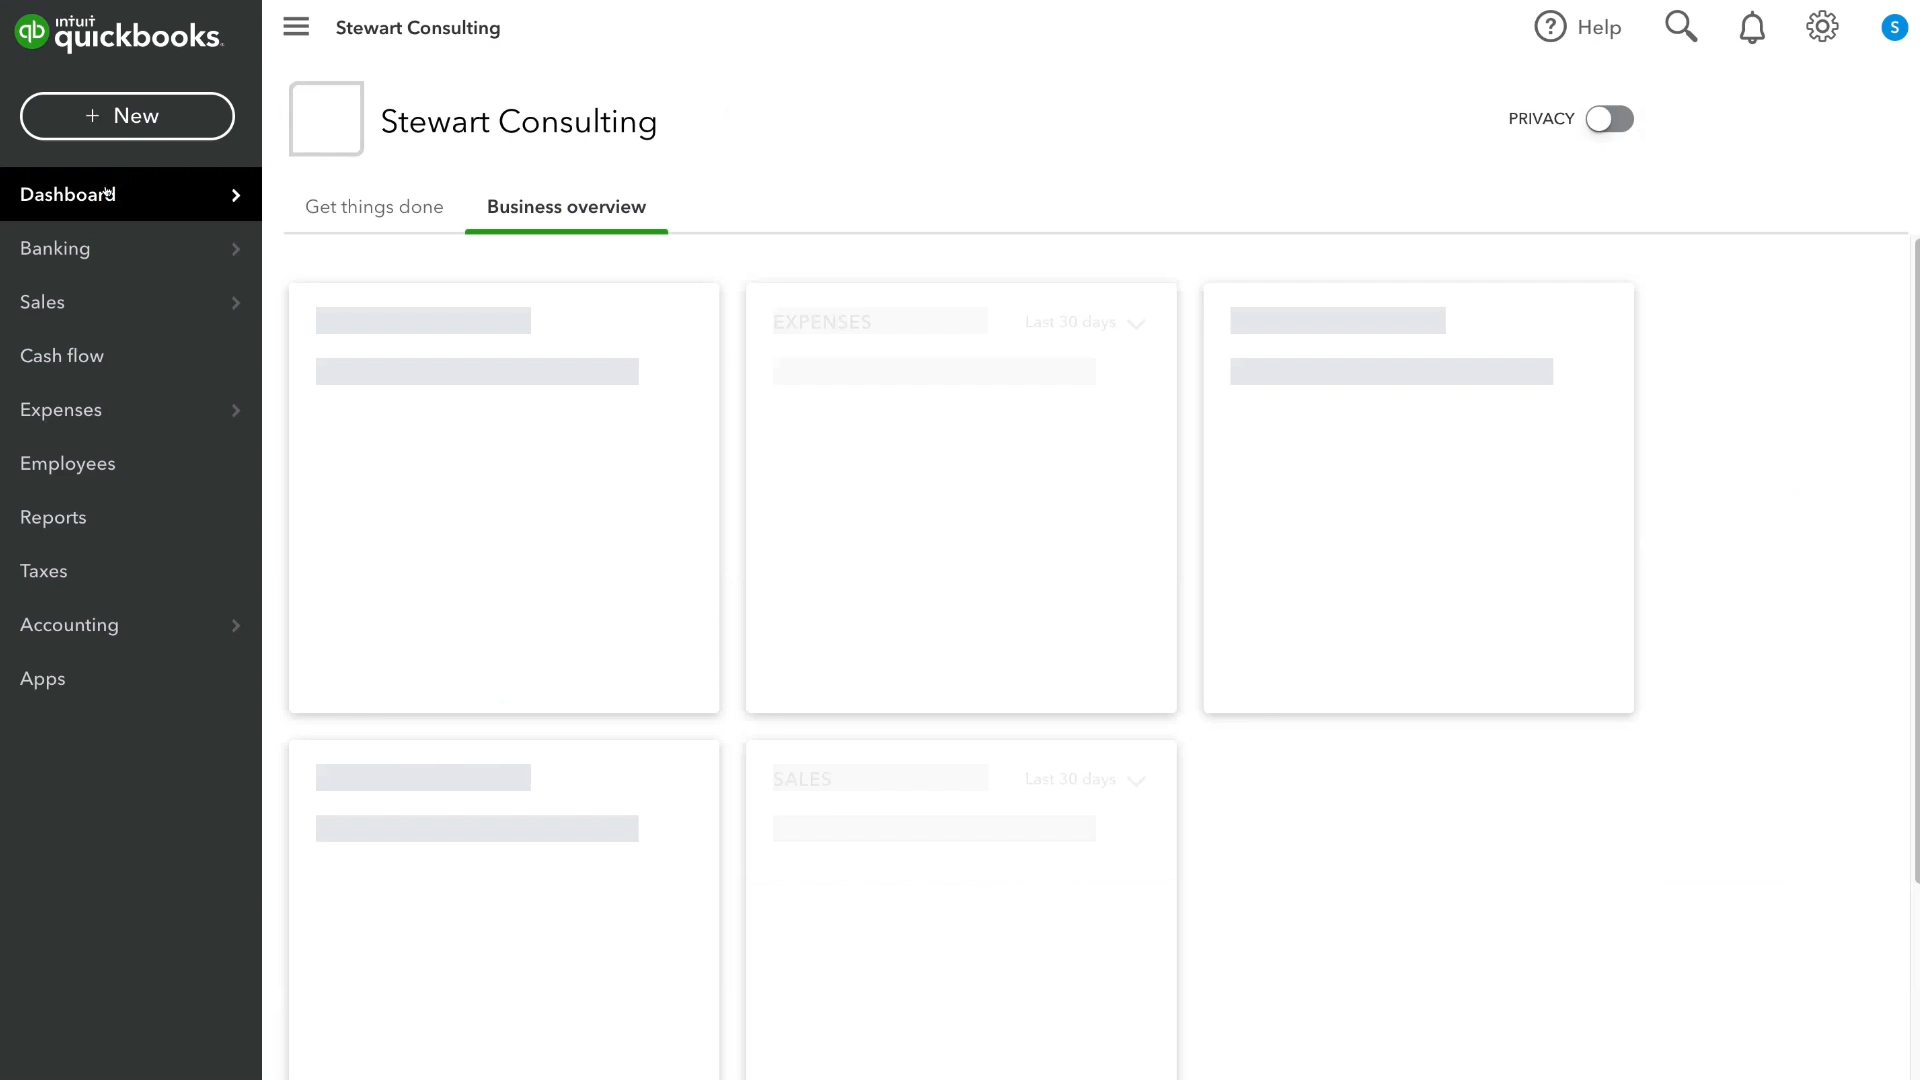 intuit
quickbooks.
+ New
Dashboard
Banking
Sales
Cash flow
Expenses
Employees
Reports
Taxes
Accounting
Apps
Stewart Consulting
Help
S
Stewart Consulting
PRIVACY
Get things done
Business overview
EXPENSES
Last 30 days
SALES
Last 30 days